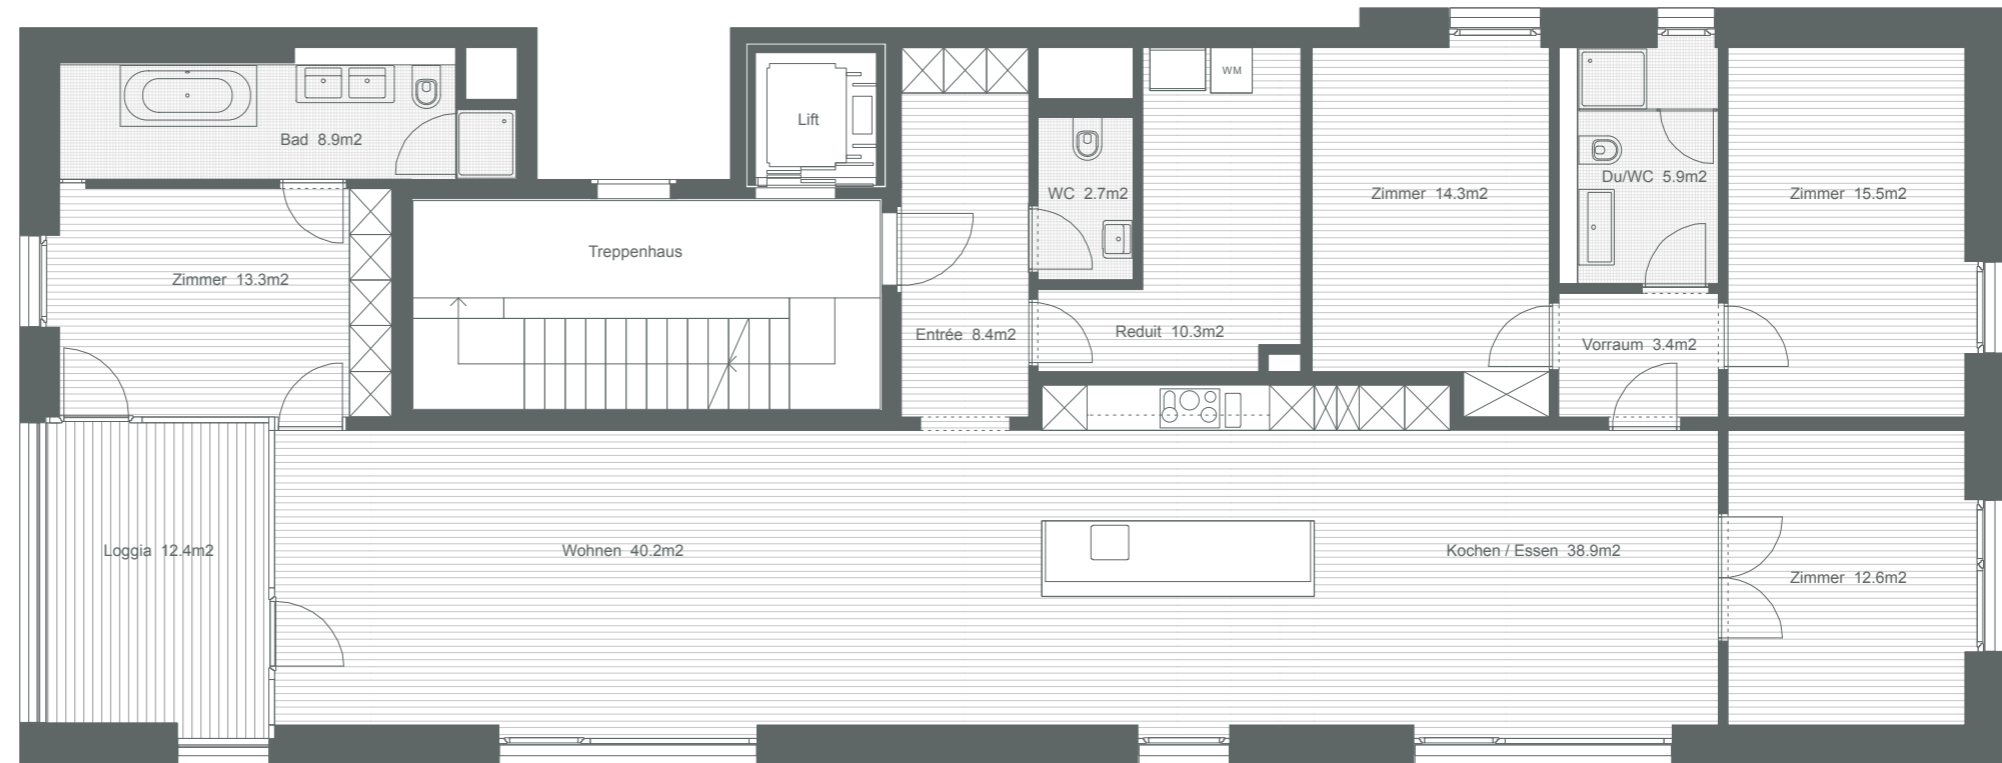 WM
Lift
Bad 8.9m2
Du/WC 5.9m2
WC 2.7m2
Zimmer 14.3m2
Zimmer 15.5m2
Treppenhaus
Zimmer 13.3m2
Entrée 8.4m2
Reduit 10.3m2
Vorraum 3.4m2
Loggia 12.4m2
Wohnen 40.2m2
Kochen / Essen 38.9m2
Zimmer 12.6m2